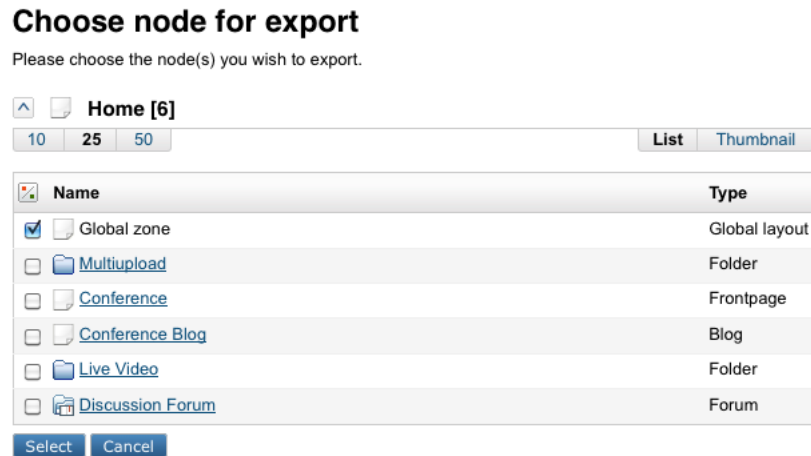 Choose node for export
Please choose the node(s) you wish to export.
Home [6]
10 25 50 List Thumbnail
Name Type
Global zone Global layout
Multiupload Folder
Conference Frontpage
Conference Blog Blog
Live Video Folder
Discussion Forum Forum
Select Cancel